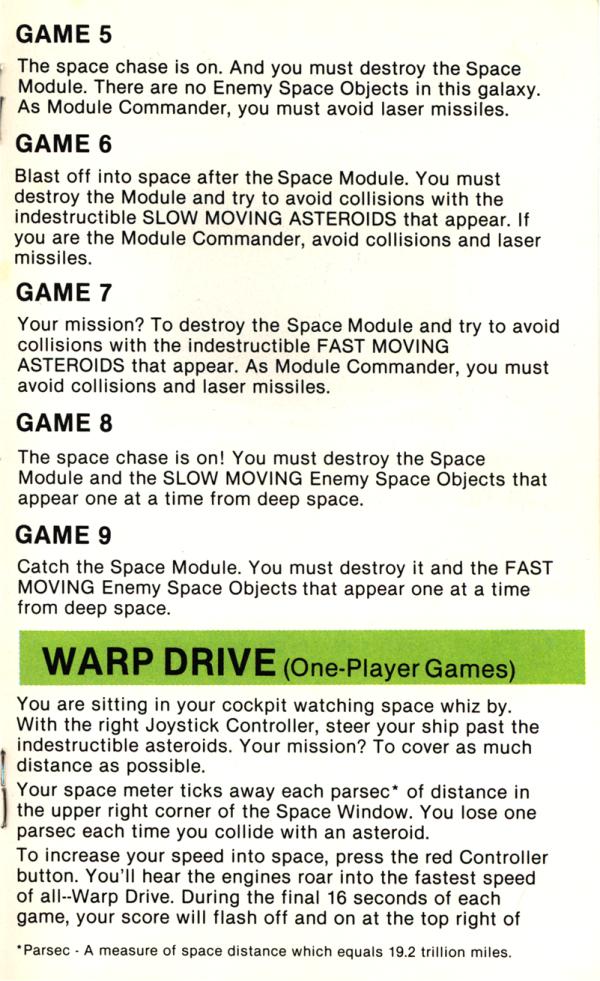 GAME 5
The space chase is on. And you must destroy the Space
Module. There are no Enemy Space Objects in this galaxy.
As Module Commander, you must avoid laser missiles.
GAME 6
Blast off into space after the Space Module. You must
destroy the Module and try to avoid collisions with the
indestructible SLOW MOVING ASTEROIDS that appear. If
you are the Module Commander, avoid collisions and laser
missiles.
GAME 7
Your mission? To destroy the Space Module and try to avoid
collisions with the indestructible FAST MOVING
ASTEROIDS that appear. As Module Commander, you must
avoid collisions and laser missiles.
GAME 8
The space chase is on! You must destroy the Space
Module and the SLOW MOVING Enemy Space Objects that
appear one at a time from deep space.
GAME 9
Catch the Space Module. You must destroy it and the FAST
MOVING Enemy Space Objects that appear one at a time
from deep space.
WARP DRIVE (One-Player Games)
You are sitting in your cockpit watching space whiz by.
With the right Joystick Controller, steer your ship past the
indestructible asteroids. Your mission? To cover as much
distance as possible.
Your space meter ticks away each parsec* of distance in
the upper right corner of the Space Window. You lose one
parsec each time you collide with an asteroid.
To increase your speed into space, press the red Controller
button. You'll hear the engines roar into the fastest speed
of all--Warp Drive. During the final 16 seconds of each
game, your score will flash off and on at the top right of
*Parsec - A measure of space distance which equals 19.2 trillion miles.